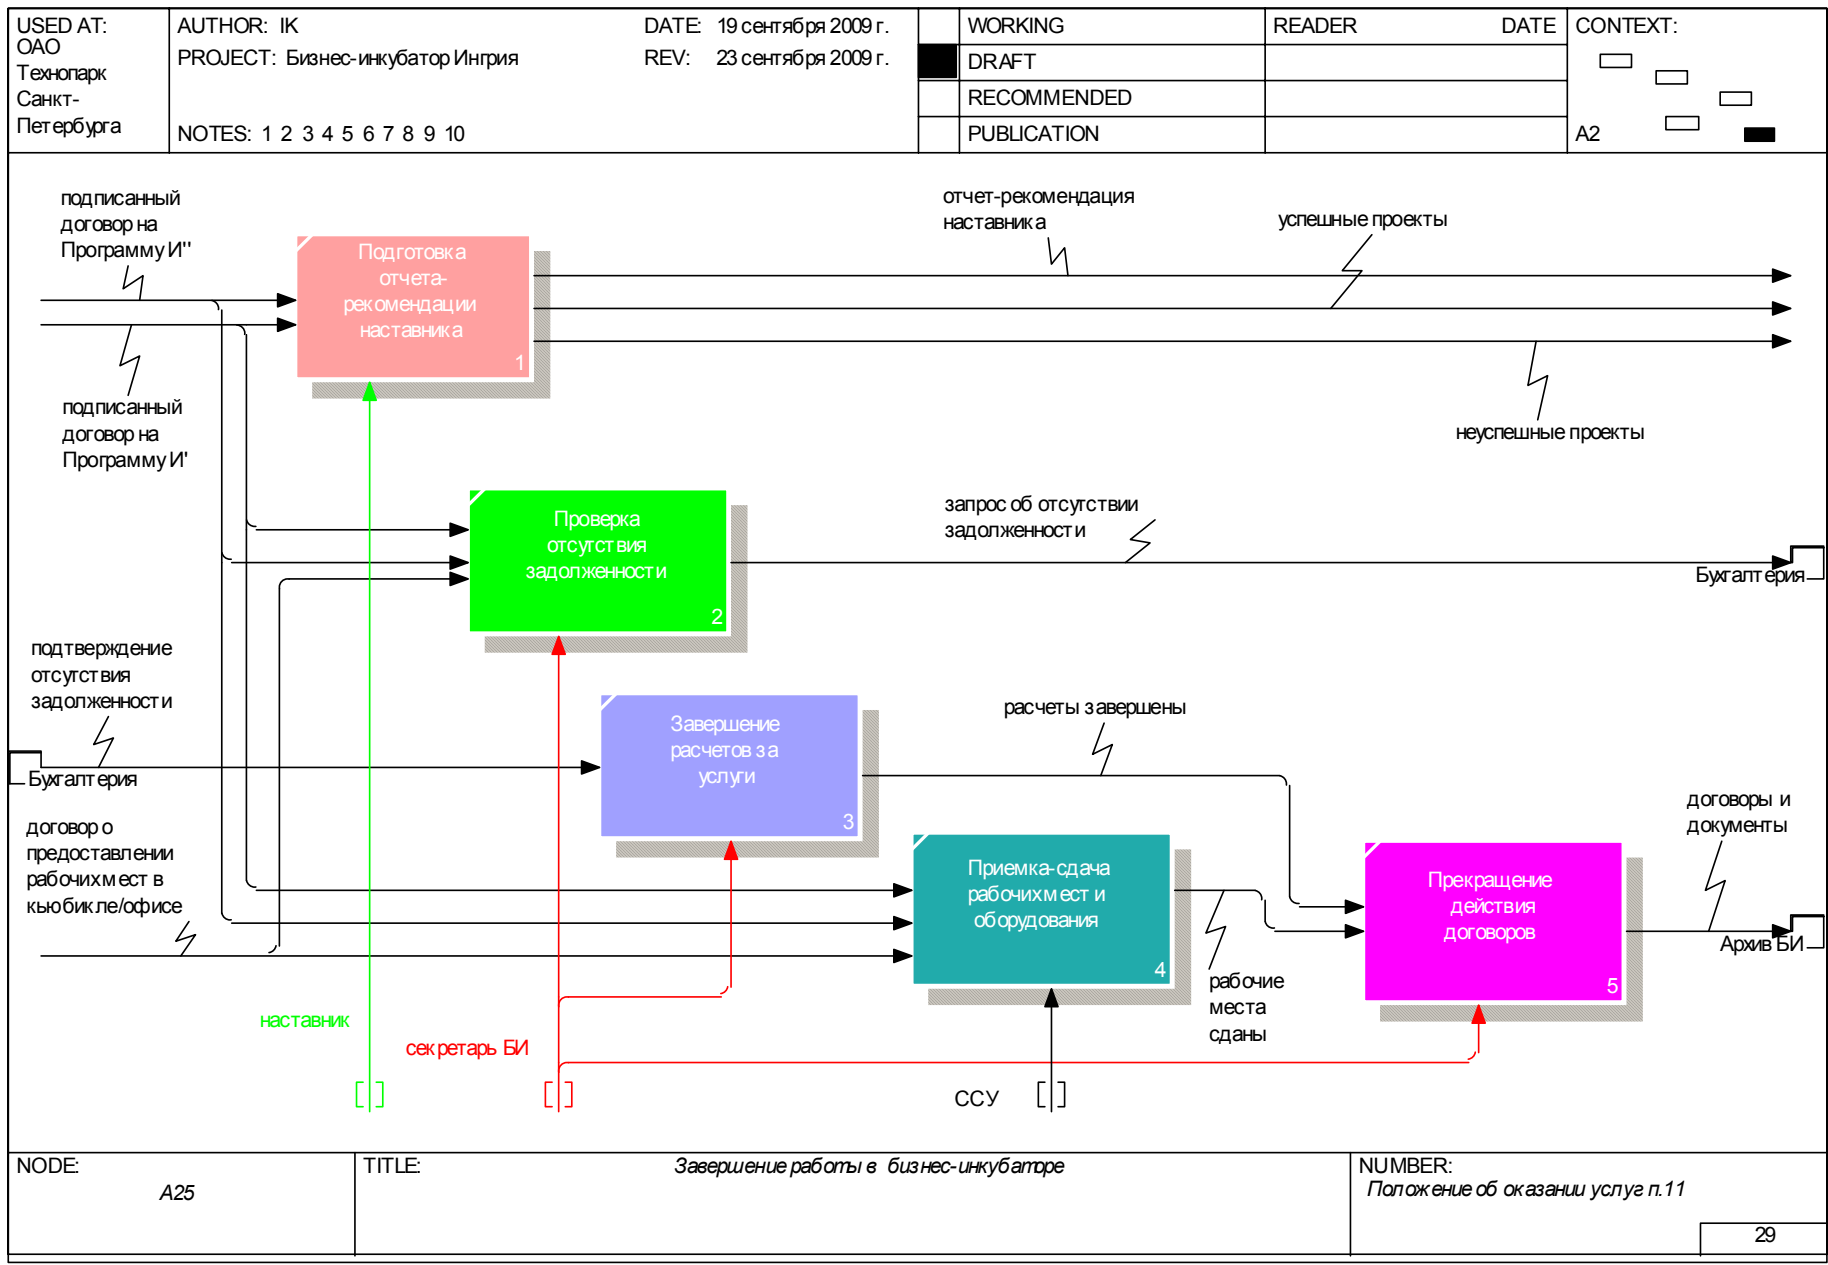 USED AT:
ОАО
Технопарк
Санкт-
Петербурга
AUTHOR: IK
DATE: 19 сентября 2009 г.
PROJECT: Бизнес-инкубатор Ингрия
REV: 23 сентября 2009 г.
NOTES: 1 2 3 4 5 6 7 8 9 10
WORKING
DRAFT
RECOMMENDED
PUBLICATION
READER
DATE
CONTEXT:
A2
подписанный
договор на
Программу И''
отчет-рекомендация
наставника
успешные проекты
Подготовка
отчета-
рекомендации
наставника
1
подписанный
договор на
Программу И'
неуспешные проекты
Проверка
отсутствия
задолженности
2
запрос об отсутствии
задолженности
Бухгалтерия
подтверждение
отсутствия
задолженности
Бухгалтерия
Завершение
расчетов за
услуги
3
расчеты завершены
договор о
предоставлении
рабочих мест в
кьюбикле/офисе
Приемка-сдача
рабочих мест и
оборудования
4
рабочие
места
сданы
Прекращение
действия
договоров
5
договоры и
документы
Архив БИ
наставник
секретарь БИ
ССУ
NODE:
A25
TITLE:
Завершение работы в бизнес-инкубаторе
NUMBER:
Положение об оказании услуг п.11
29